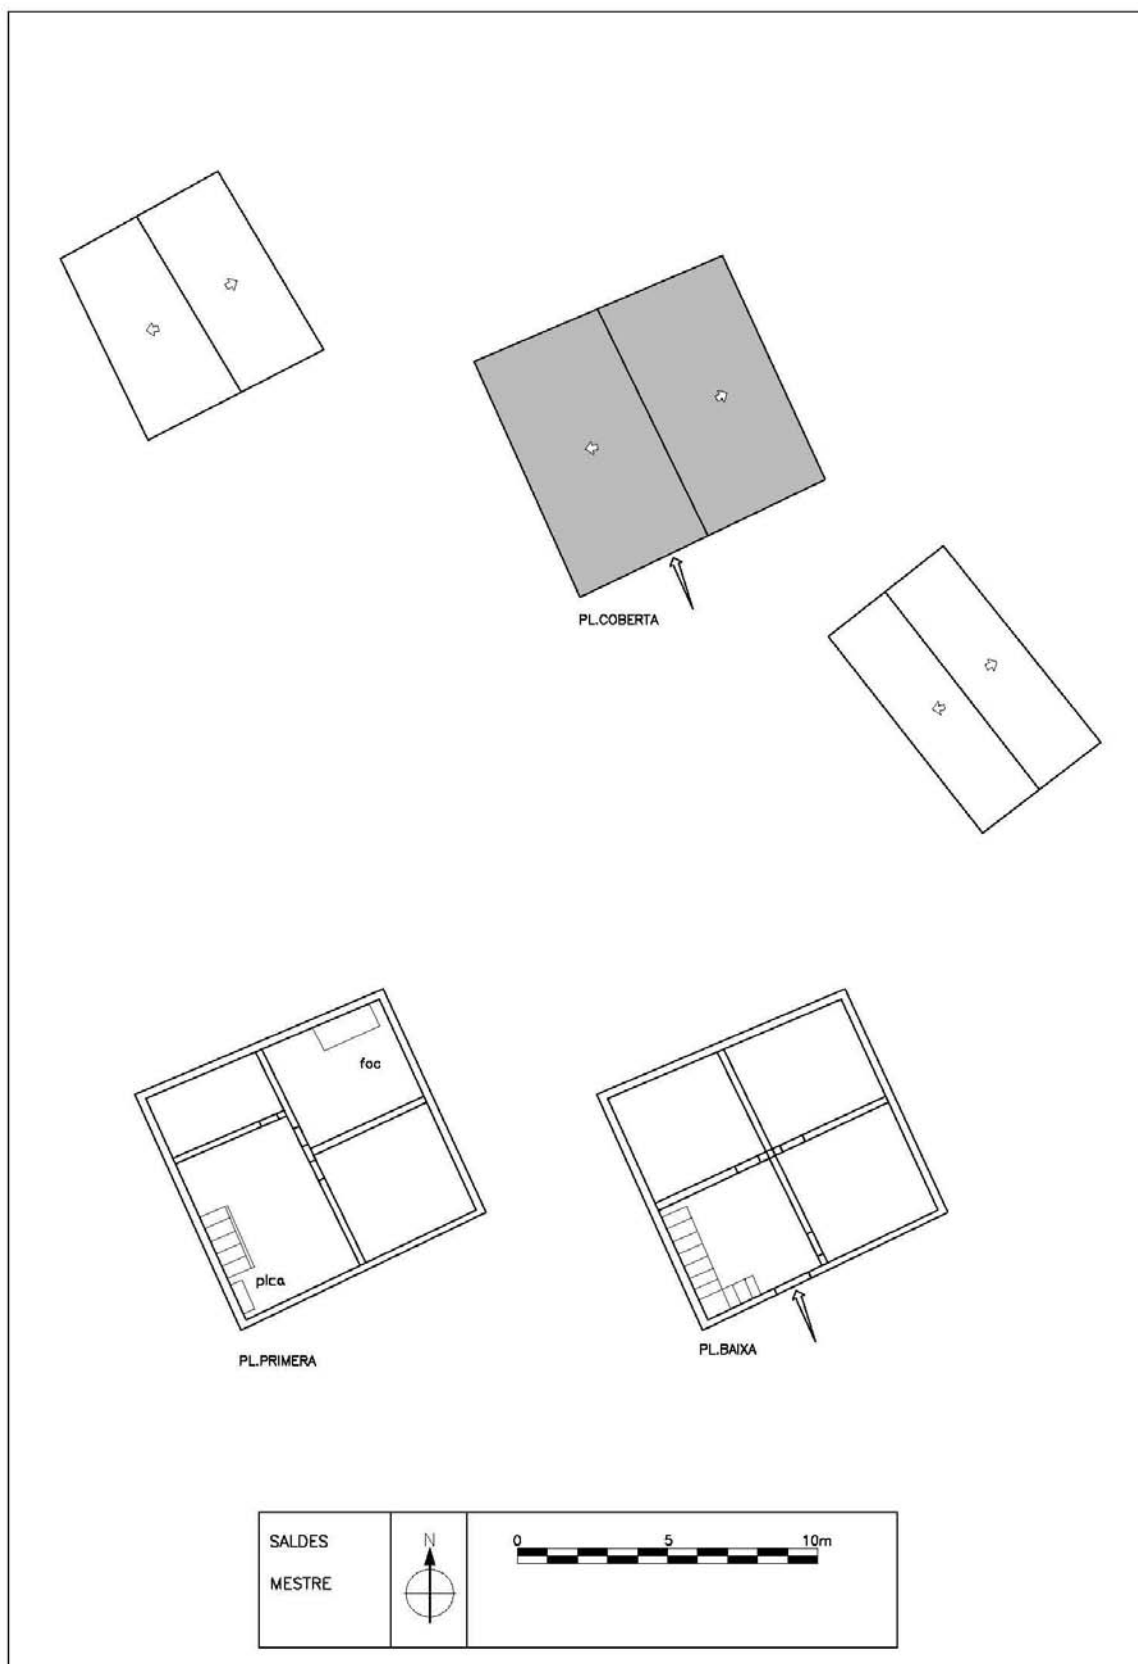 PL.COBERTA
foc
pica
PL.PRIMERA
PL.BAIXA
SALDES
MESTRE
N
0 5 10m